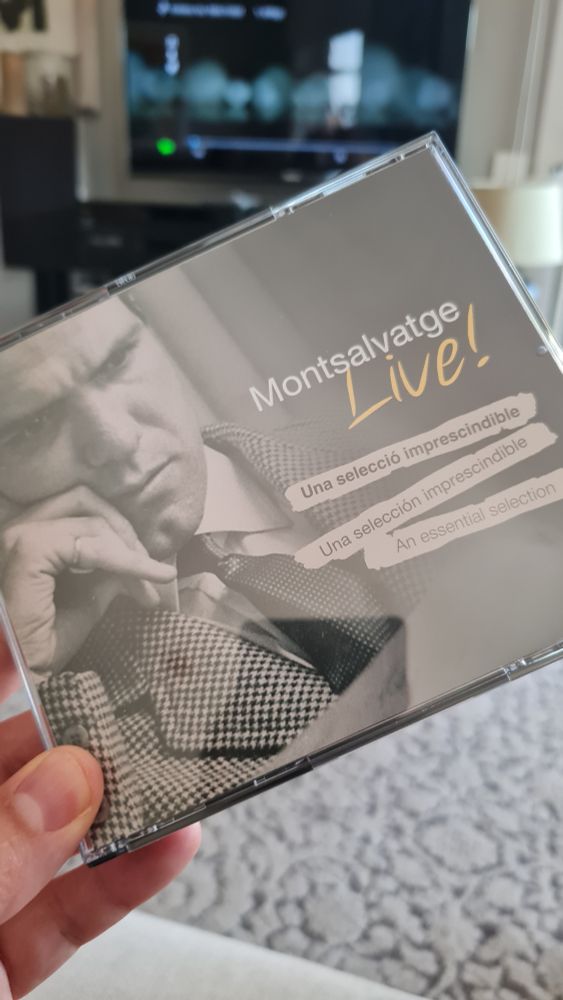 Montsalvatge
Live!
Una selecció imprescindible
Una selección imprescindible
An essential selection